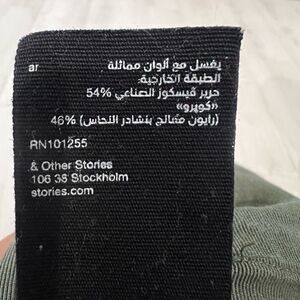 ar
يغسل مع ألوان مماثلة
الطبقة الخارجية:
حرير فيسكوز الصناعي 54%
«كوبرو»
(رايون معالج بنشادر النحاس) 46%
RN101255
& Other Stories
106 38 Stockholm
stories.com